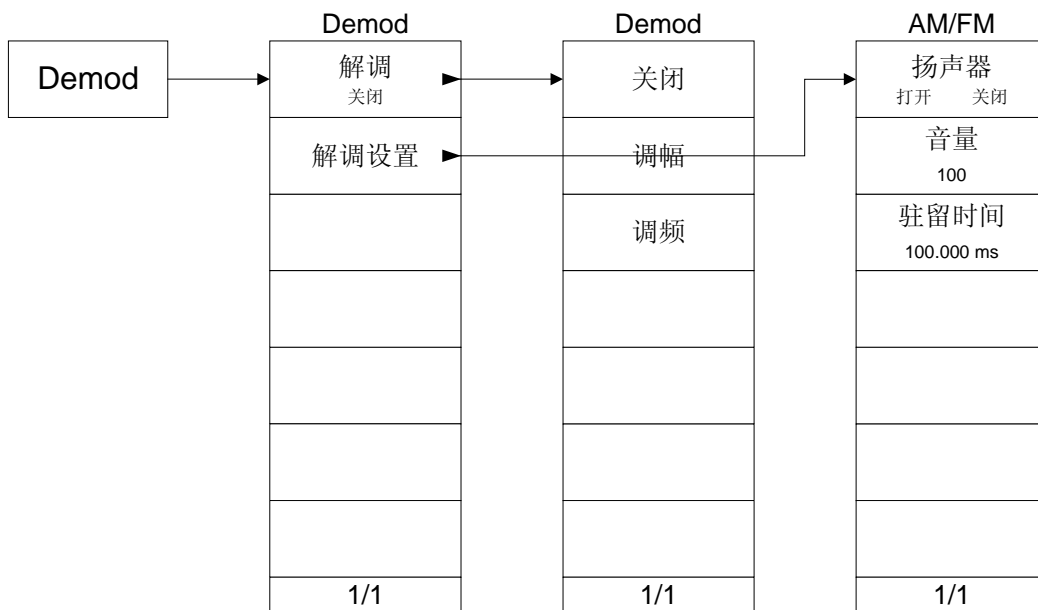 Demod
Demod
解调
关闭
解调设置
1/1
Demod
关闭
调幅
调频
1/1
AM/FM
扬声器
打开 关闭
音量
100
驻留时间
100.000 ms
1/1